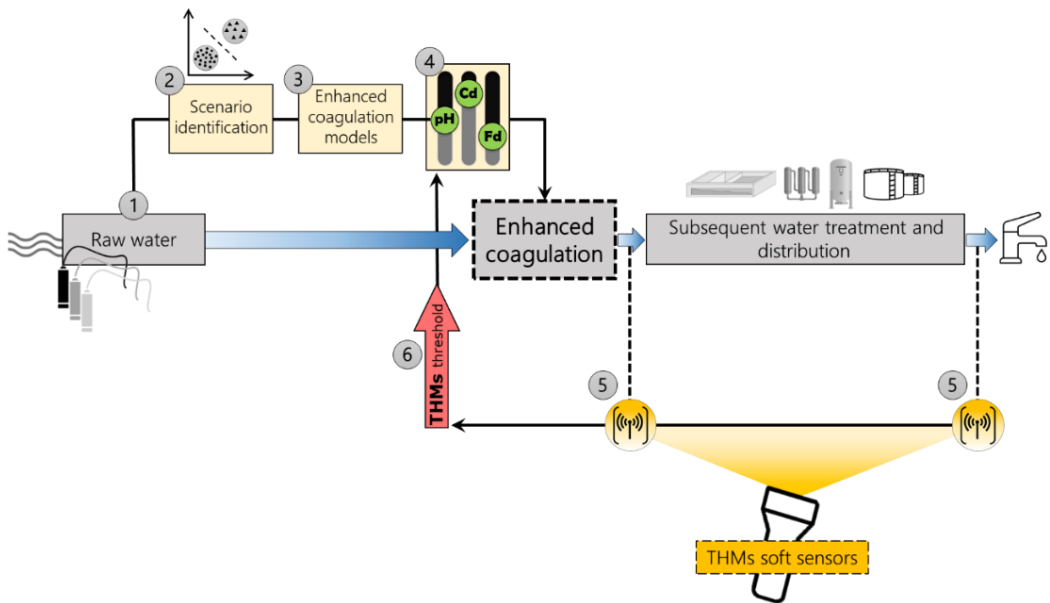 2
Scenario
identification
3
Enhanced
coagulation
models
4
pH
Cd
Fd
1
Raw water
Enhanced
coagulation
Subsequent water treatment and
distribution
6
THMs threshold
5
5
THMs soft sensors